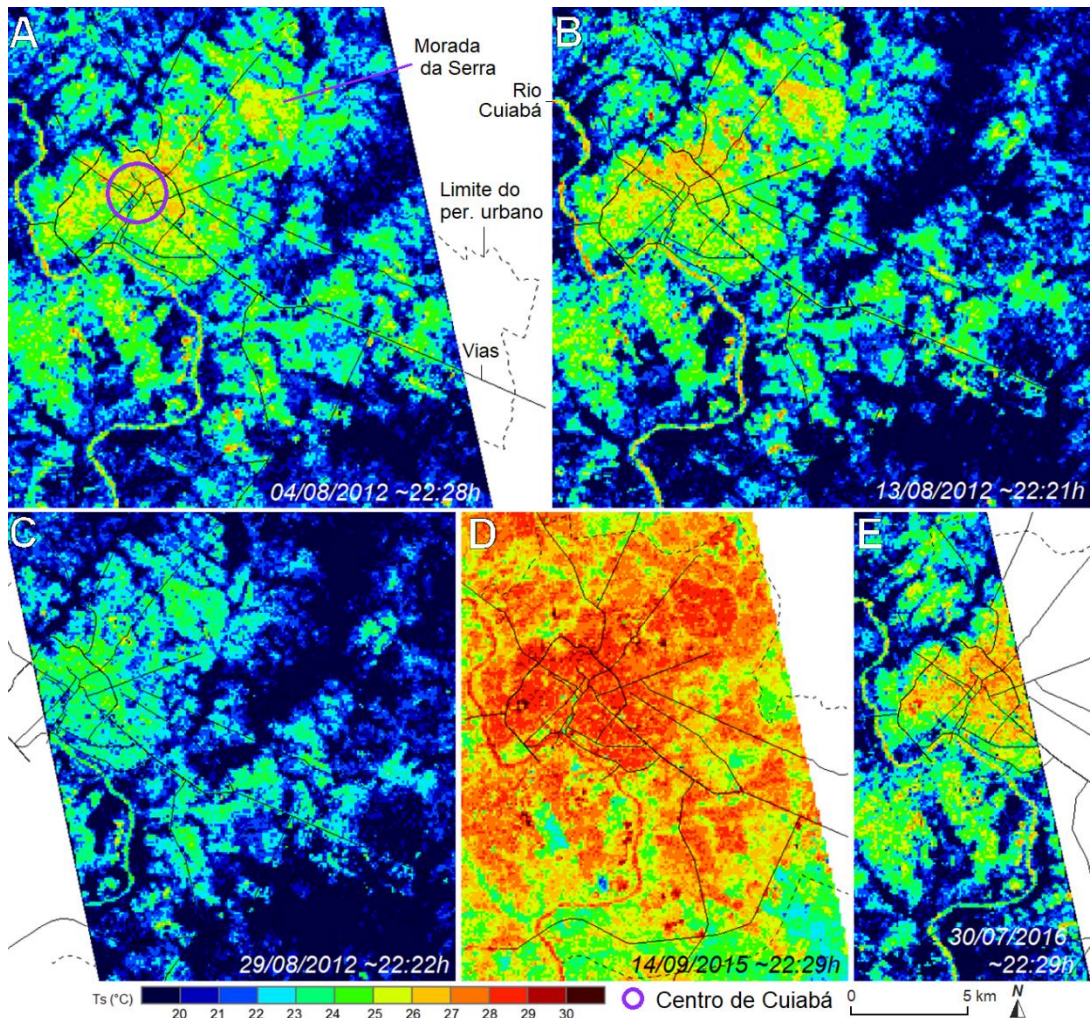 A
Morada
da Serra
B
Rio
Cuiabá
Limite do
per. urbano
Vias
04/08/2012 ~22:28h
13/08/2012 ~22:21h
C
D
E
29/08/2012 ~22:22h
14/09/2015 ~22:29h
30/07/2016
~22:29h
Ts (°C)
20 21 22 23 24 25 26 27 28 29 30
Centro de Cuiabá
0 5 km
N